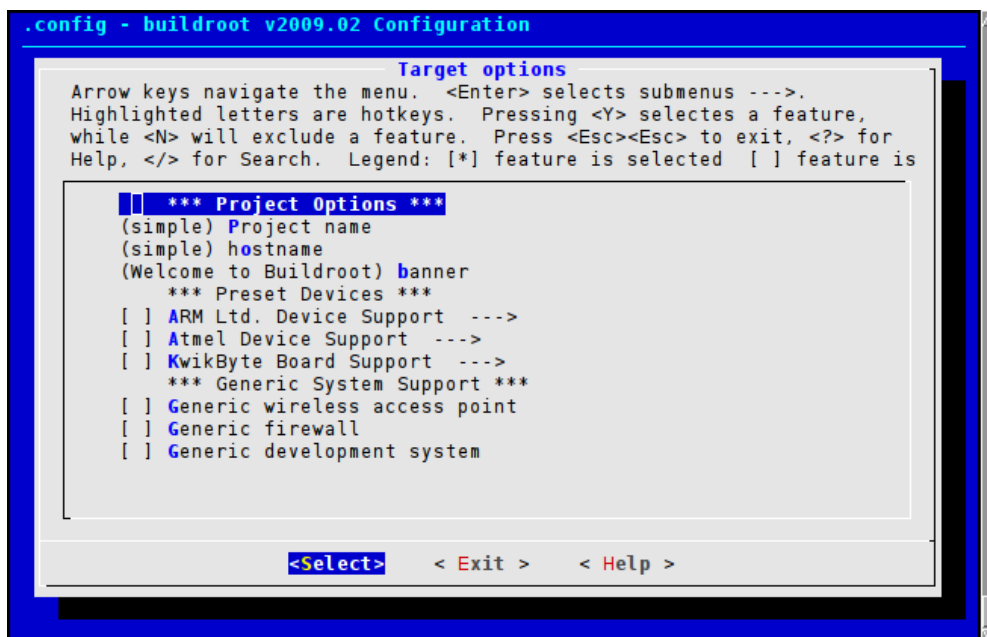 .config - buildroot v2009.02 Configuration
Target options
Arrow keys navigate the menu.  <Enter> selects submenus --->.
Highlighted letters are hotkeys.  Pressing <Y> selectes a feature,
while <N> will exclude a feature.  Press <Esc><Esc> to exit, <?> for
Help, </> for Search.  Legend: [*] feature is selected  [ ] feature is
*** Project Options ***
(simple) Project name
(simple) hostname
(Welcome to Buildroot) banner
*** Preset Devices ***
[ ] ARM Ltd. Device Support  --->
[ ] Atmel Device Support  --->
[ ] KwikByte Board Support  --->
*** Generic System Support ***
[ ] Generic wireless access point
[ ] Generic firewall
[ ] Generic development system
<Select>    < Exit >    < Help >